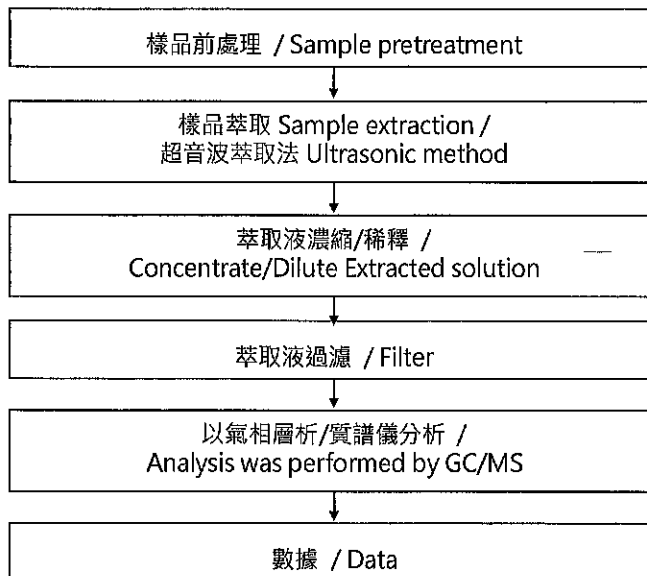 樣品前處理 / Sample pretreatment
樣品萃取 Sample extraction /
超音波萃取法 Ultrasonic method
萃取液濃縮/稀釋 /
Concentrate/Dilute Extracted solution
萃取液過濾 / Filter
以氣相層析/質譜儀分析 /
Analysis was performed by GC/MS
數據 / Data